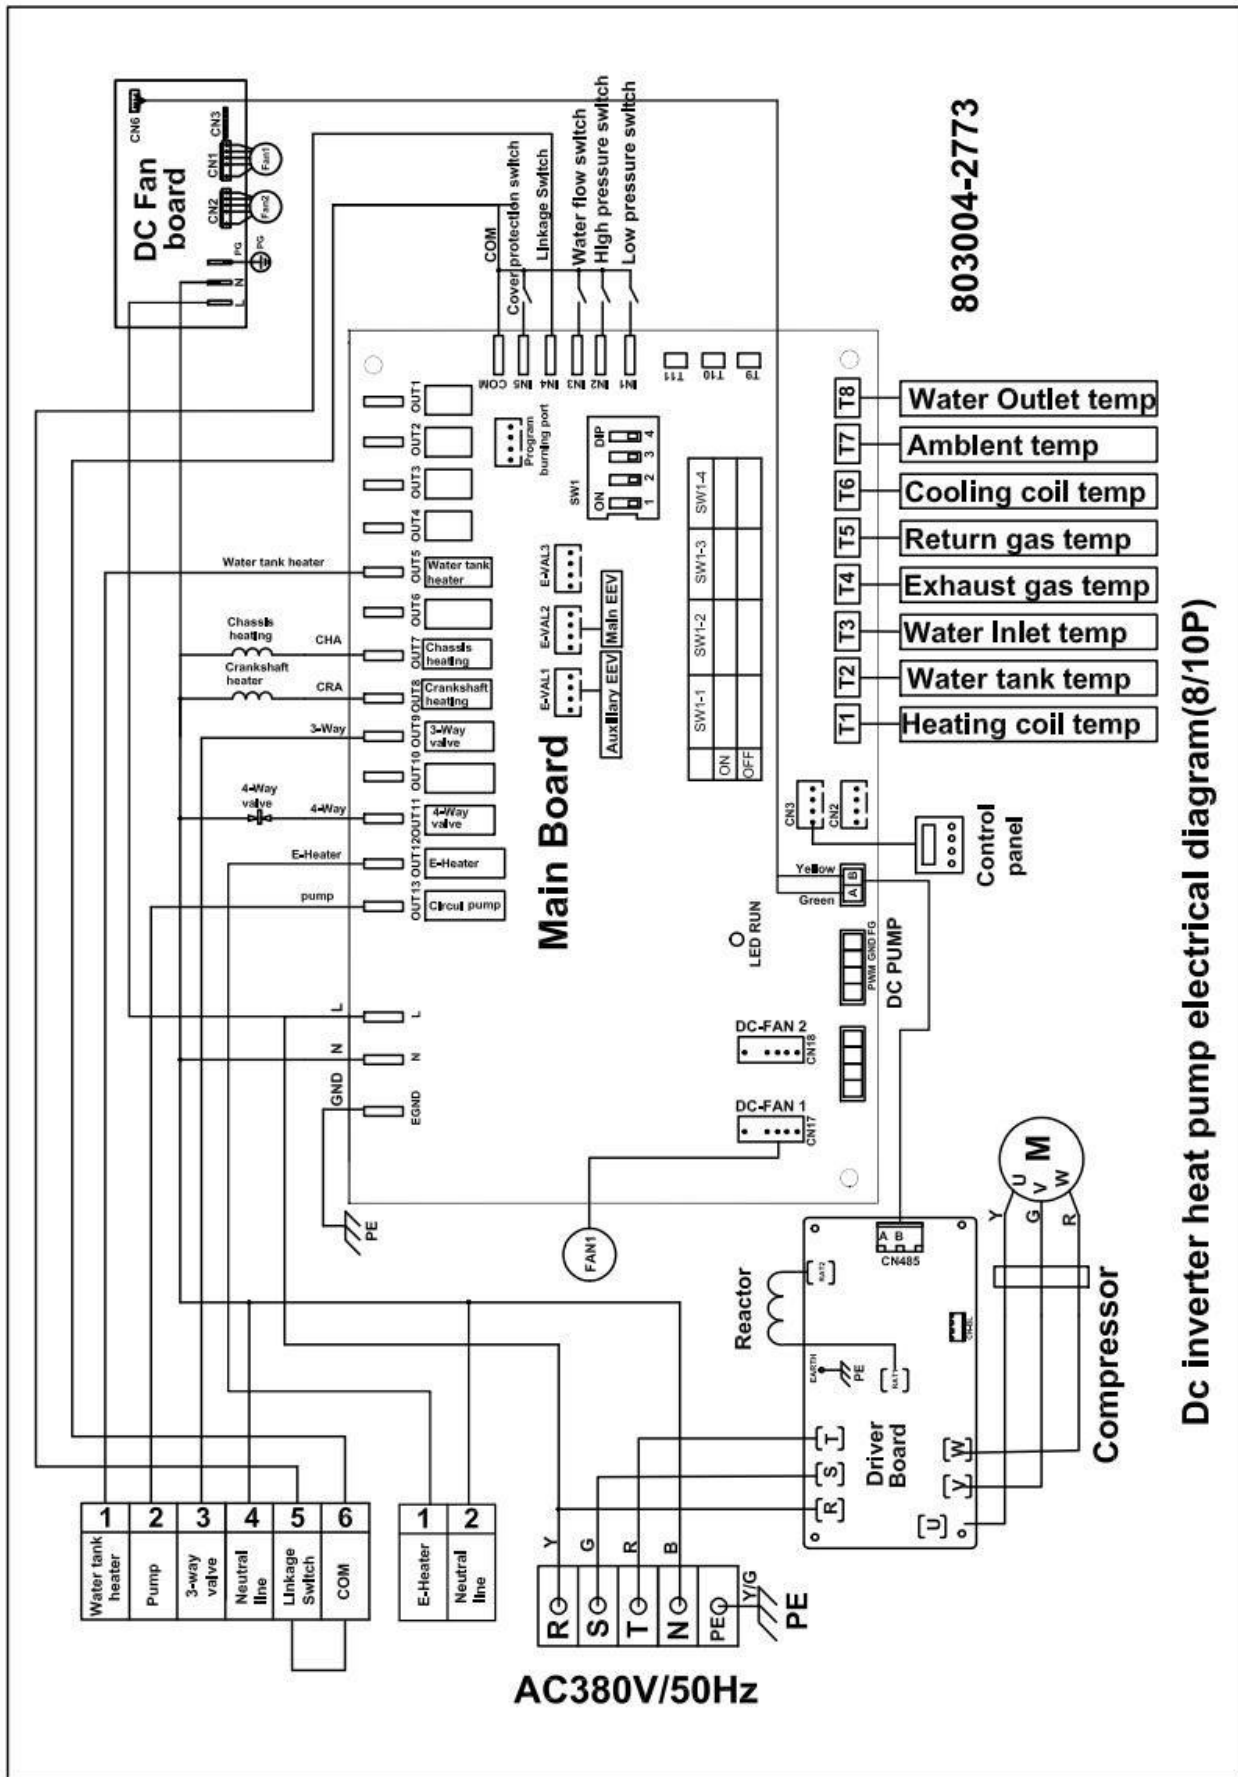 CN6
CN3
CN1
CN2
Fan1
Fan2
DC Fan
board
PG
PG
N
L
COM
Cover protection switch
Linkage Switch
Water flow switch
High pressure switch
Low pressure switch
803004-2773
COM
IN5
IN4
IN3
IN2
IN1
T11
T10
T9
OUT1
OUT2
OUT3
OUT4
OUT5
OUT6
OUT7
OUT8
OUT9
OUT10
OUT11
OUT12
OUT13
Water tank
heater
Chassis
heating
Crankshaft
heating
3-Way
valve
4-Way
valve
E-Heater
Circul pump
Program
burning port
SW1
ON
DIP
1
2
3
4
Water tank heater
Chassis
heating
CHA
Crankshaft
heater
CRA
3-Way
4-Way
valve
4-Way
E-Heater
pump
E-VAL3
E-VAL2
E-VAL1
Main EEV
Auxiliary EEV
SW1-4
SW1-3
SW1-2
SW1-1
ON
OFF
Main Board
T8
Water Outlet temp
T7
Ambient temp
T6
Cooling coil temp
T5
Return gas temp
T4
Exhaust gas temp
T3
Water Inlet temp
T2
Water tank temp
T1
Heating coil temp
CN3
CN2
Control
panel
Yellow
Green
A
B
LED RUN
PWM GND FG
DC PUMP
L
N
GND
L
N
EGND
PE
DC-FAN 2
CN18
DC-FAN 1
CN17
FAN1
Reactor
RAT2
RAT1
EARTH
PE
A B
CN485
CN-BL
Driver
Board
T
S
R
W
V
U
M
U
V
W
Y
G
R
Compressor
1
2
3
4
5
6
Water tank
heater
Pump
3-way
valve
Neutral
line
Linkage
Switch
COM
1
2
E-Heater
Neutral
line
Y
G
R
B
Y/G
R
S
T
N
PE
PE
AC380V/50Hz
Dc inverter heat pump electrical diagram(8/10P)